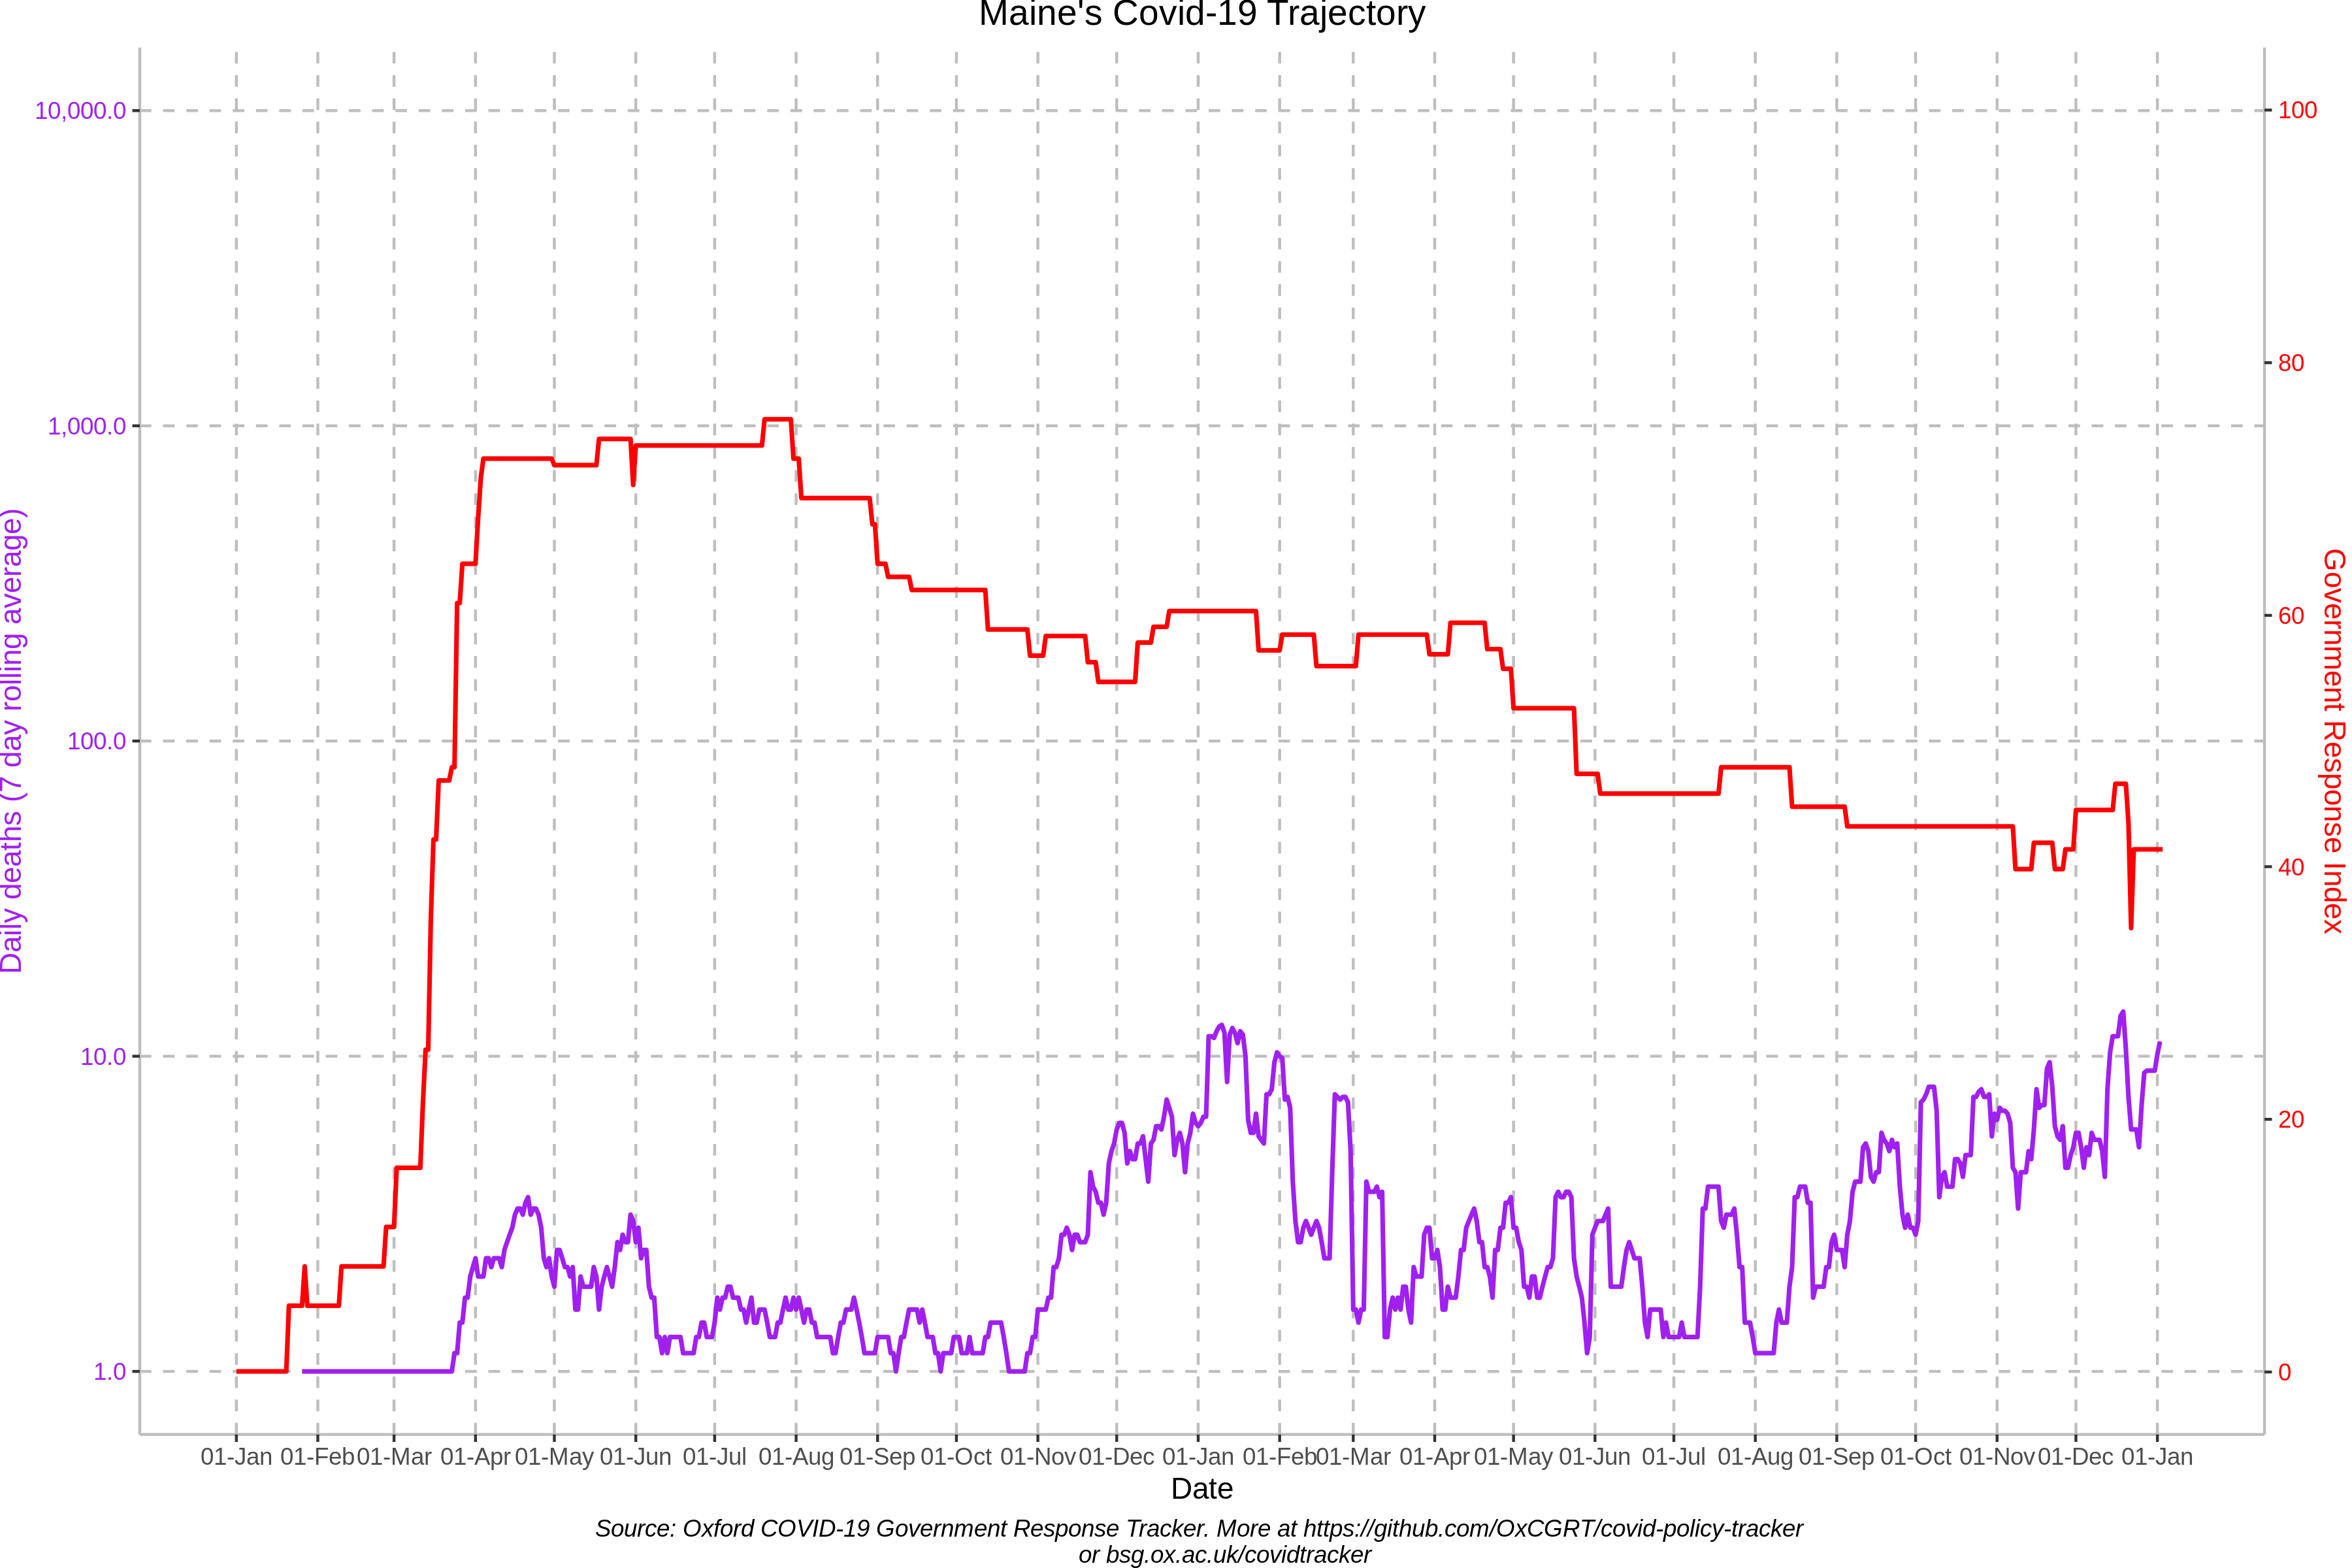 Maine's Covid-19 Trajectory
10,000.0
1,000.0
100.0
10.0
1.0
Daily deaths (7 day rolling average)
100
80
60
40
20
0
Government Response Index
01-Jan 01-Feb 01-Mar 01-Apr 01-May 01-Jun 01-Jul 01-Aug 01-Sep 01-Oct 01-Nov 01-Dec 01-Jan 01-Feb 01-Mar 01-Apr 01-May 01-Jun 01-Jul 01-Aug 01-Sep 01-Oct 01-Nov 01-Dec 01-Jan
Date
Source: Oxford COVID-19 Government Response Tracker. More at https://github.com/OxCGRT/covid-policy-tracker
or bsg.ox.ac.uk/covidtracker